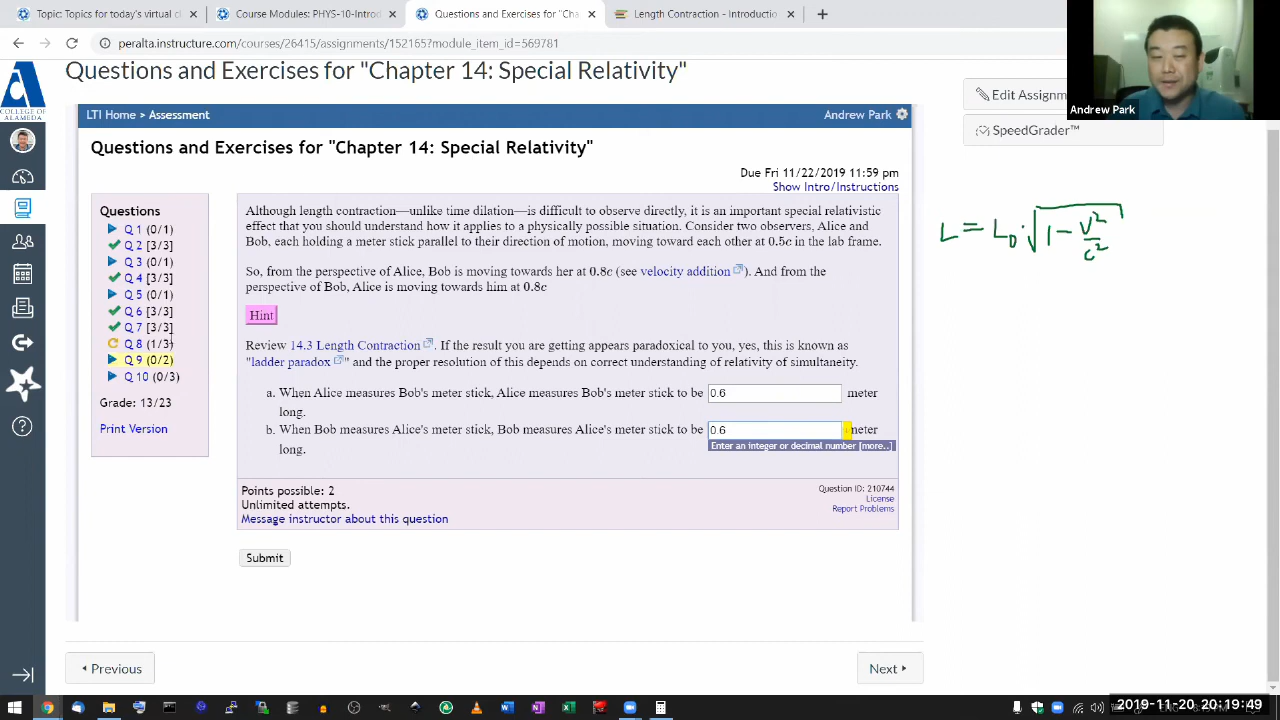 Topic: Topics for today's virtual cl
Course Modules: PHYS-10-Introd
Questions and Exercises for "Cha
Length Contraction - Introductio
peralta.instructure.com/courses/26415/assignments/152165?module_item_id=569781
Questions and Exercises for "Chapter 14: Special Relativity"
COLLEGE OF ALAMEDA
Edit Assignm
SpeedGrader™
Andrew Park
LTI Home > Assessment
Andrew Park
Questions and Exercises for "Chapter 14: Special Relativity"
Due Fri 11/22/2019 11:59 pm
Show Intro/Instructions
Questions
Q 1 (0/1)
Q 2 [3/3]
Q 3 (0/1)
Q 4 [3/3]
Q 5 (0/1)
Q 6 [3/3]
Q 7 [3/3]
Q 8 (1/3)
Q 9 (0/2)
Q 10 (0/3)
Grade: 13/23
Print Version
Although length contraction—unlike time dilation—is difficult to observe directly, it is an important special relativistic
effect that you should understand and how it applies to a physically possible situation. Consider two observers, Alice and
Bob, each holding a meter stick parallel to their direction of motion, moving toward each other at 0.5c in the lab frame.
So, from the perspective of Alice, Bob is moving towards her at 0.8c (see velocity addition). And from the
perspective of Bob, Alice is moving towards him at 0.8c
Hint
Review 14.3 Length Contraction. If the result you are getting appears paradoxical to you, yes, this is known as
"ladder paradox" and the proper resolution of this depends on correct understanding of relativity of simultaneity.
a. When Alice measures Bob's meter stick, Alice measures Bob's meter stick to be 0.6 meter
long.
b. When Bob measures Alice's meter stick, Bob measures Alice's meter stick to be 0.6 meter
Enter an integer or decimal number [more..]
long.
Points possible: 2
Unlimited attempts.
Message instructor about this question
Question ID: 210744
License
Report Problems
Submit
Previous
Next
L = L₀ · √(1 - v²/c²)
2019-11-20 20:19:49